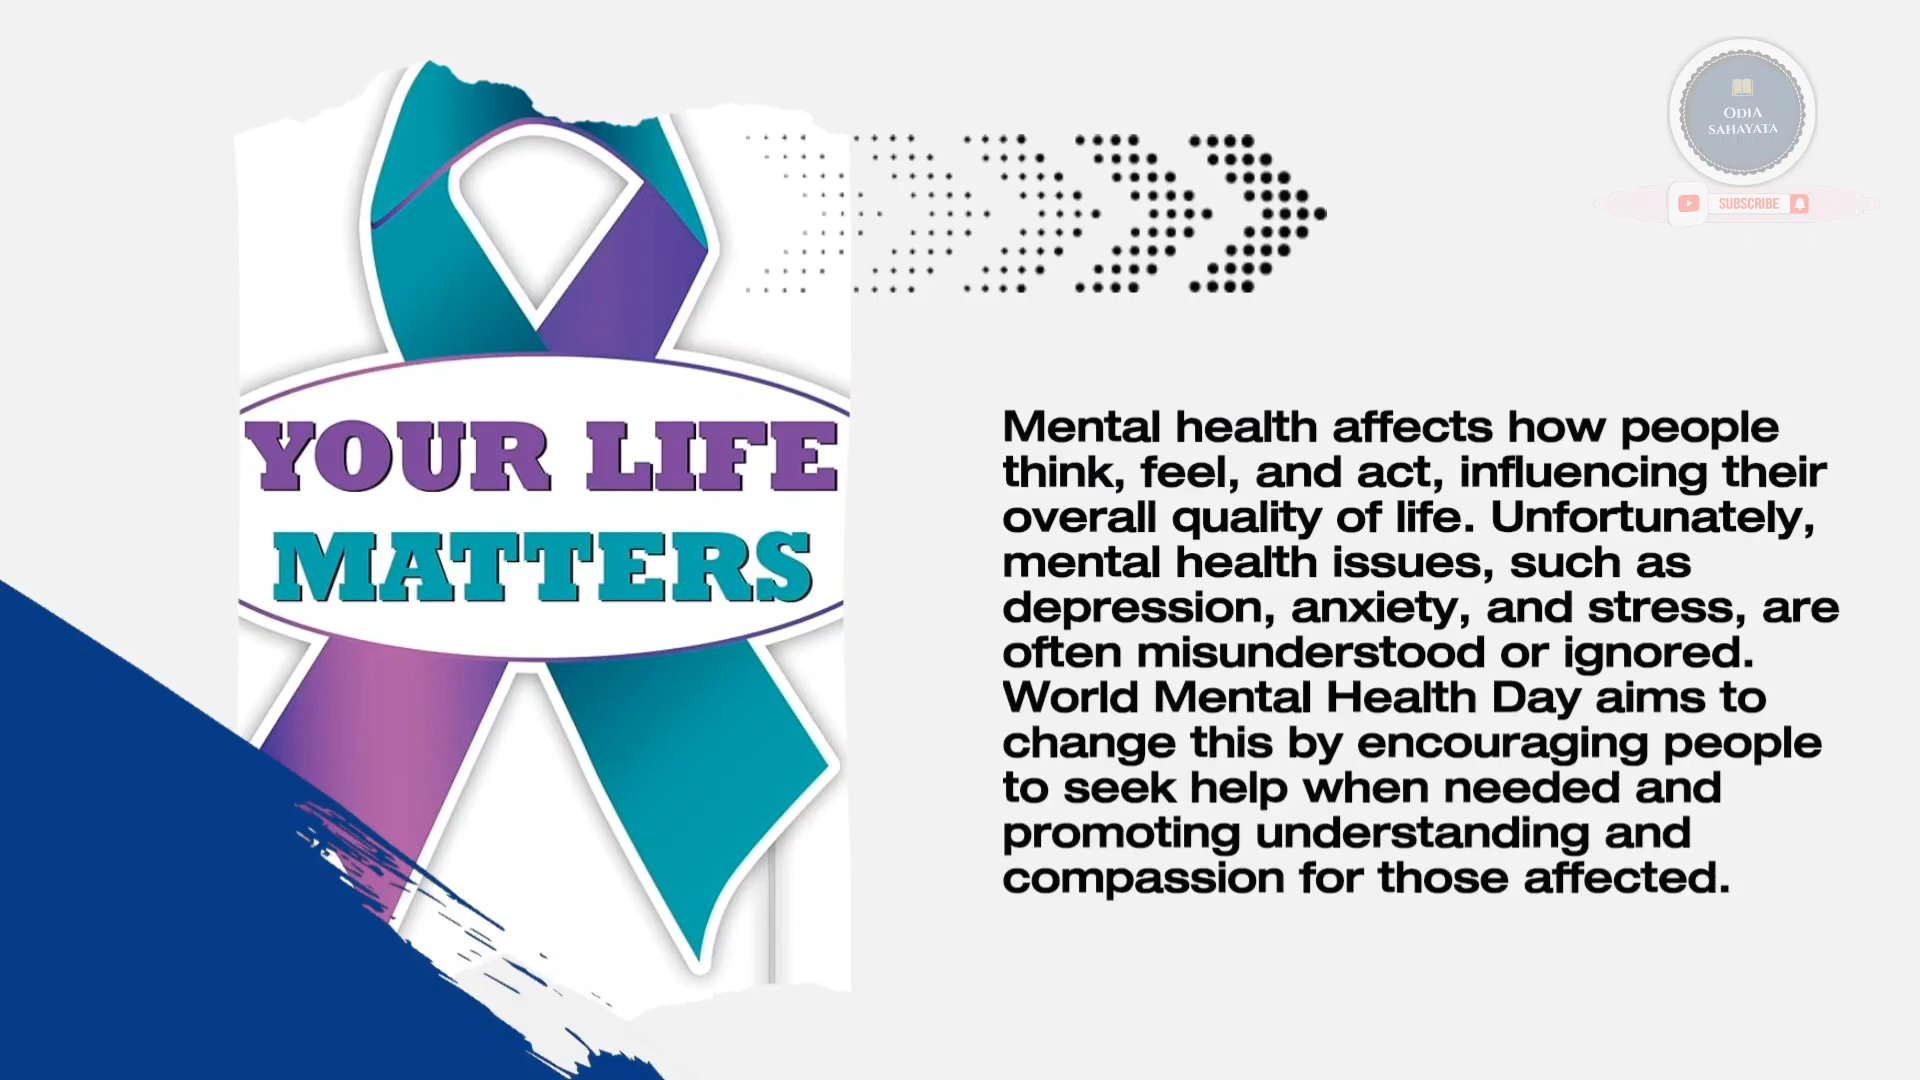 ODIA
SAHAYATA
SUBSCRIBE
YOUR LIFE
MATTERS
Mental health affects how people
think, feel, and act, influencing their
overall quality of life. Unfortunately,
mental health issues, such as
depression, anxiety, and stress, are
often misunderstood or ignored.
World Mental Health Day aims to
change this by encouraging people
to seek help when needed and
promoting understanding and
compassion for those affected.